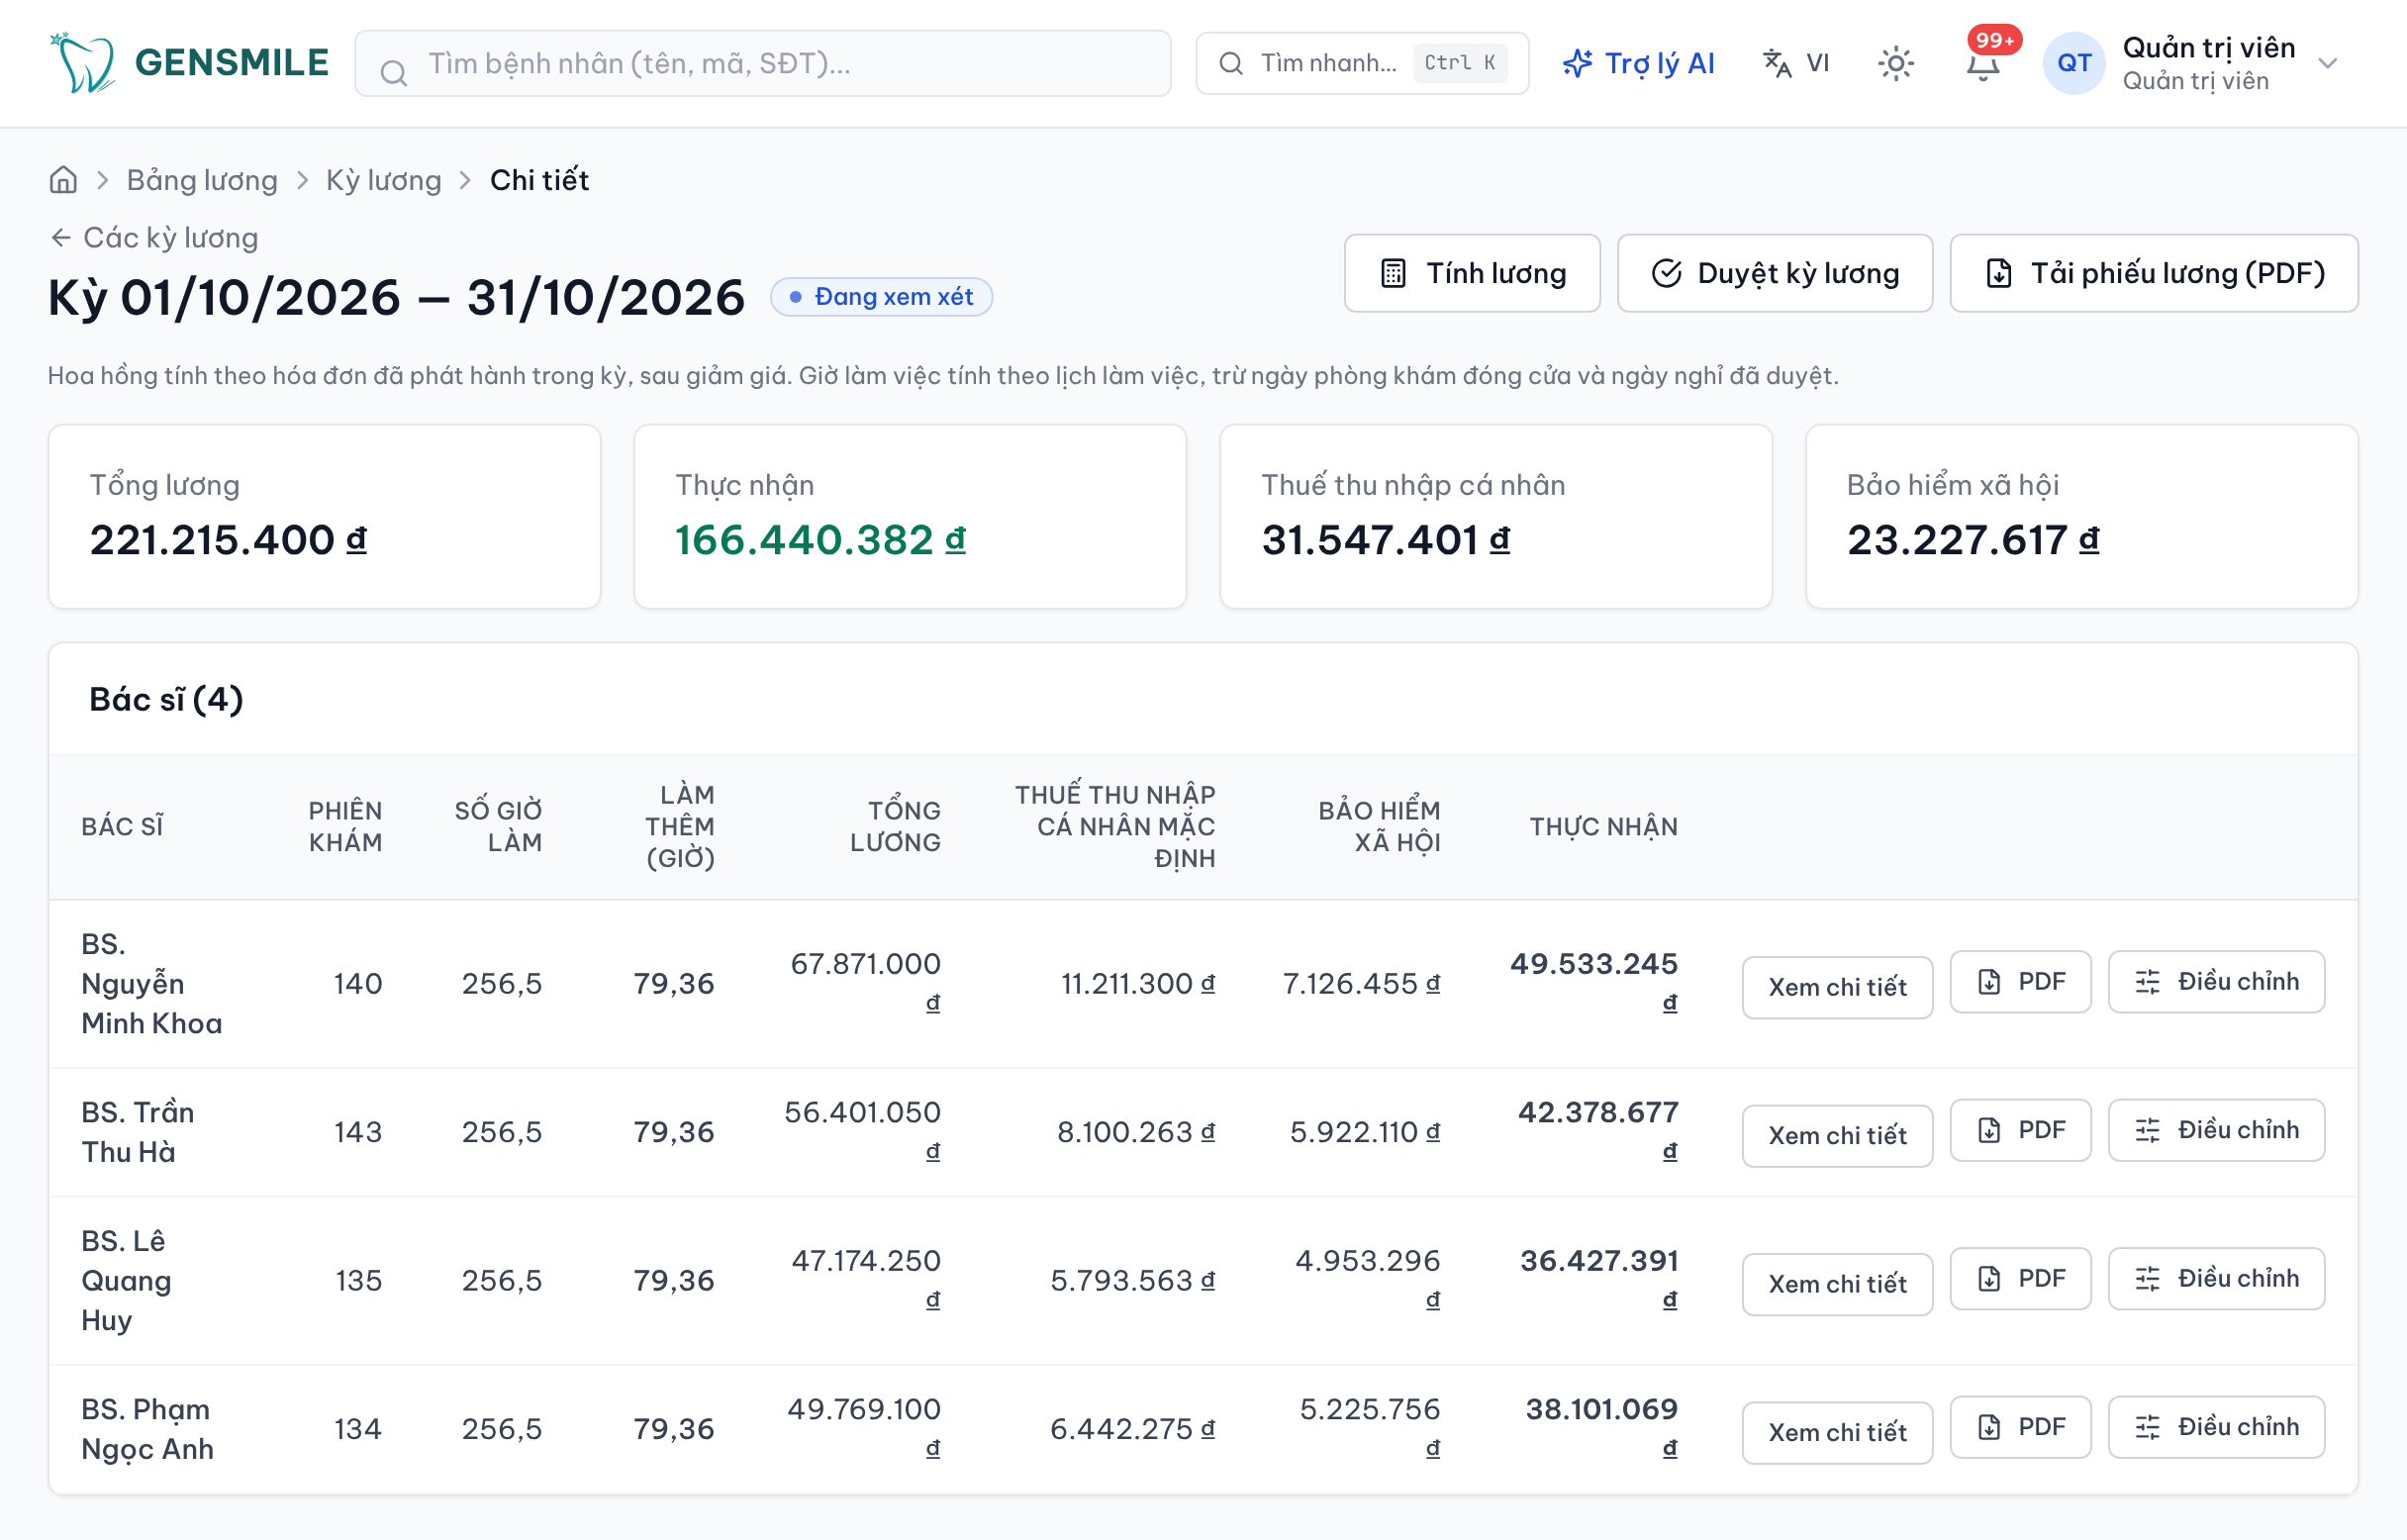 GENSMILE
Tìm bệnh nhân (tên, mã, SĐT)...
Tìm nhanh... Ctrl K
Trợ lý AI
VI
99+
QT
Quản trị viên
Quản trị viên
Bảng lương
Kỳ lương
Chi tiết
Các kỳ lương
Kỳ 01/10/2026 – 31/10/2026
Đang xem xét
Tính lương
Duyệt kỳ lương
Tải phiếu lương (PDF)
Hoa hồng tính theo hóa đơn đã phát hành trong kỳ, sau giảm giá. Giờ làm việc tính theo lịch làm việc, trừ ngày phòng khám đóng cửa và ngày nghỉ đã duyệt.
Tổng lương
221.215.400 ₫
Thực nhận
166.440.382 ₫
Thuế thu nhập cá nhân
31.547.401 ₫
Bảo hiểm xã hội
23.227.617 ₫
Bác sĩ (4)
BÁC SĨ
PHIÊN
KHÁM
SỐ GIỜ
LÀM
LÀM
THÊM
(GIỜ)
TỔNG
LƯƠNG
THUẾ THU NHẬP
CÁ NHÂN MẶC
ĐỊNH
BẢO HIỂM
XÃ HỘI
THỰC NHẬN
BS.
Nguyễn
Minh Khoa
140
256,5
79,36
67.871.000
₫
11.211.300 ₫
7.126.455 ₫
49.533.245
₫
Xem chi tiết
PDF
Điều chỉnh
BS. Trần
Thu Hà
143
256,5
79,36
56.401.050
₫
8.100.263 ₫
5.922.110 ₫
42.378.677
₫
Xem chi tiết
PDF
Điều chỉnh
BS. Lê
Quang
Huy
135
256,5
79,36
47.174.250
₫
5.793.563 ₫
4.953.296
₫
36.427.391
₫
Xem chi tiết
PDF
Điều chỉnh
BS. Phạm
Ngọc Anh
134
256,5
79,36
49.769.100
₫
6.442.275 ₫
5.225.756
₫
38.101.069
₫
Xem chi tiết
PDF
Điều chỉnh